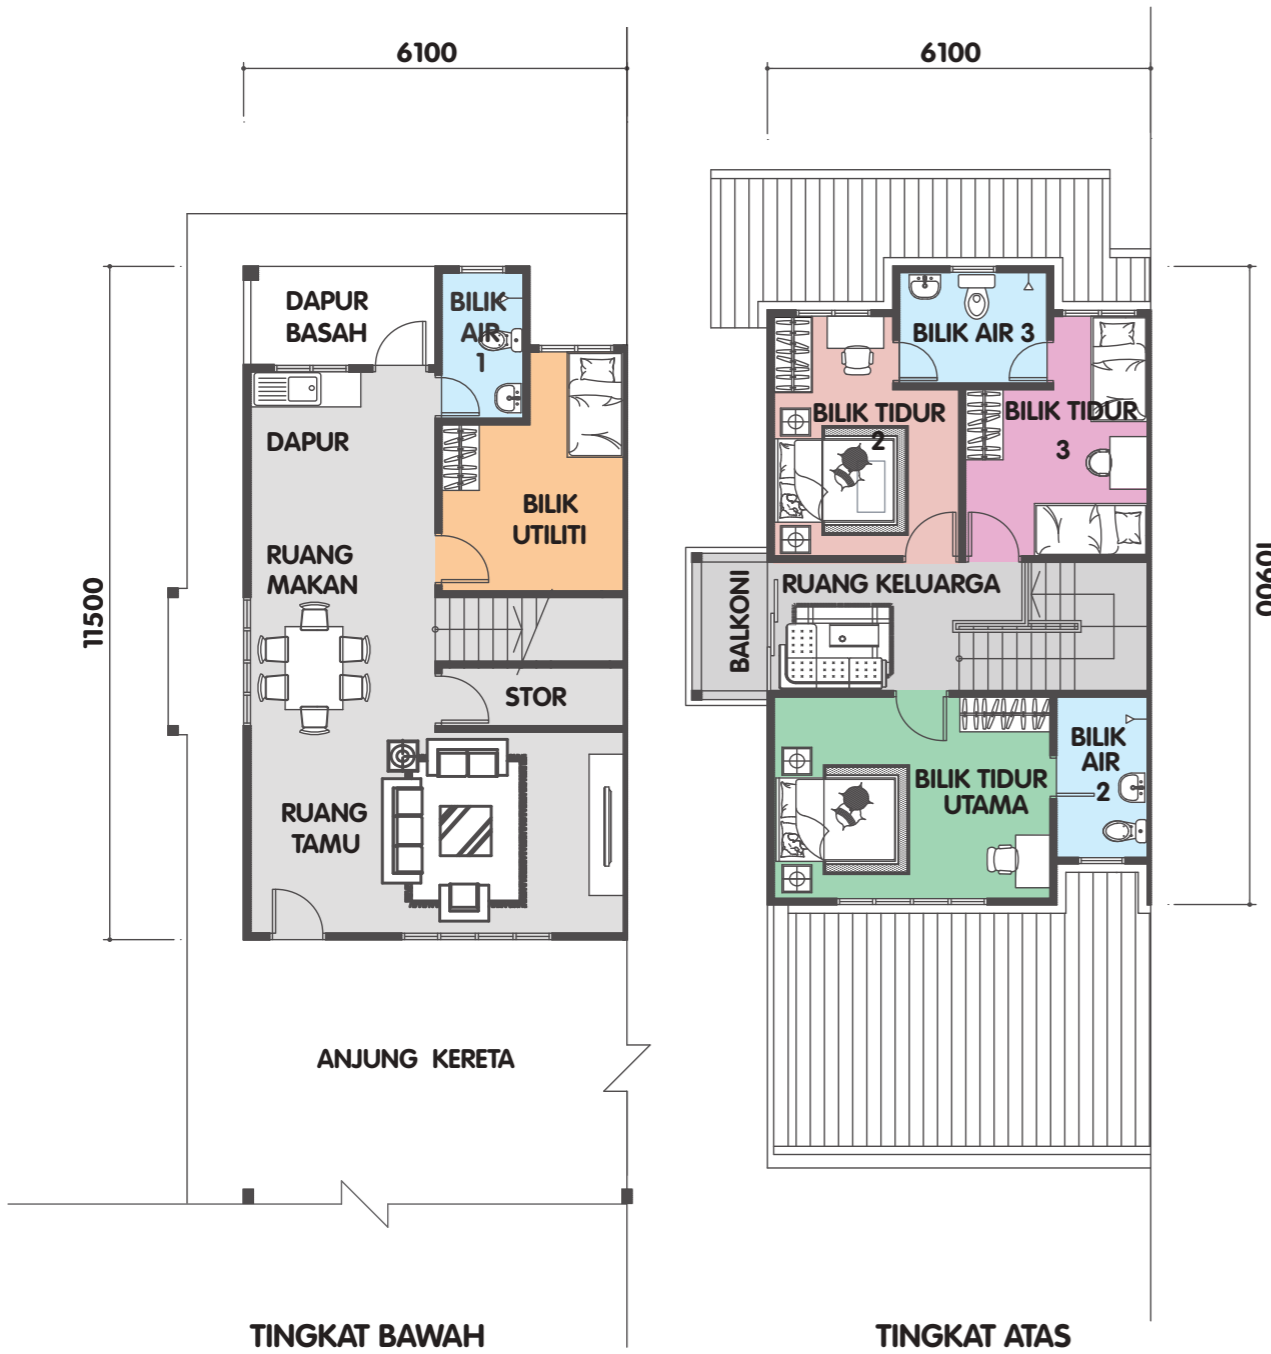 6100
11500
DAPUR
BASAH
BILIK
AIR
1
DAPUR
BILIK
UTILITI
RUANG
MAKAN
STOR
RUANG
TAMU
ANJUNG KERETA
TINGKAT BAWAH
6100
10900
BILIK AIR 3
BILIK TIDUR
2
BILIK TIDUR
3
RUANG KELUARGA
BALKONI
BILIK TIDUR
UTAMA
BILIK
AIR
2
TINGKAT ATAS